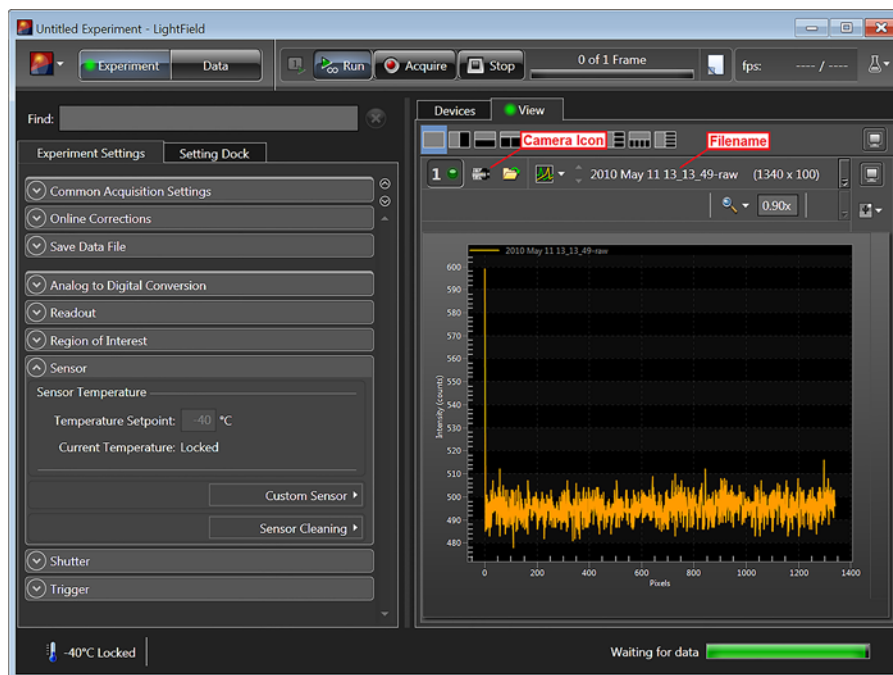 Untitled Experiment - LightField
Experiment
Data
Run
Acquire
Stop
0 of 1 Frame
fps:
---- / ----
Find:
Experiment Settings
Setting Dock
Common Acquisition Settings
Online Corrections
Save Data File
Analog to Digital Conversion
Readout
Region of Interest
Sensor
Sensor Temperature
Temperature Setpoint: -40 °C
Current Temperature: Locked
Custom Sensor
Sensor Cleaning
Shutter
Trigger
Devices
View
Camera Icon
Filename
1
2010 May 11 13_13_49-raw (1340 x 100)
0.90x
2010 May 11 13_13_49-raw
Intensity (counts)
600
590
580
570
560
550
540
530
520
510
500
490
480
0 200 400 600 800 1000 1200 1400
Pixels
-40°C Locked
Waiting for data